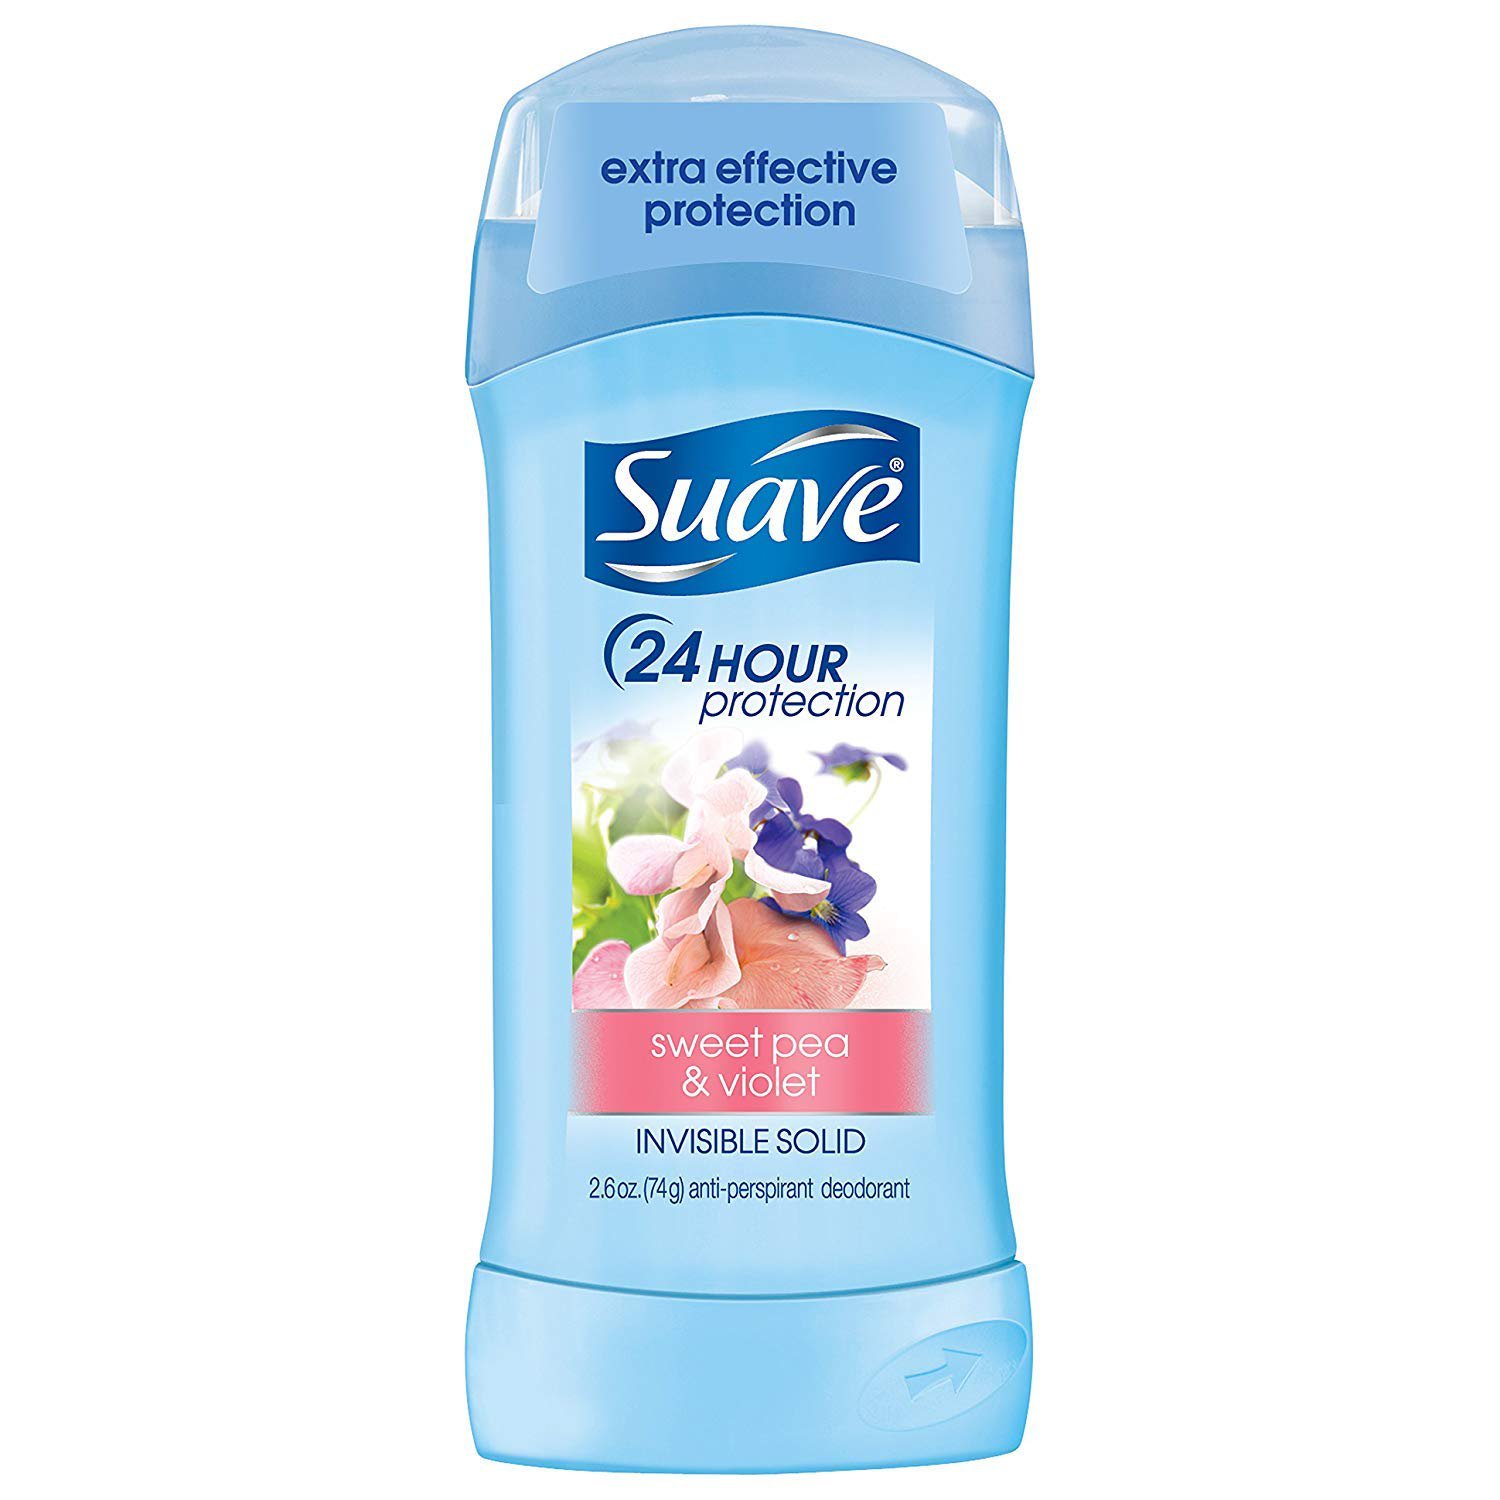 extra effective
protection
Suave®
24 HOUR
protection
sweet pea
& violet
INVISIBLE SOLID
2.6 oz. (74g) anti-perspirant deodorant